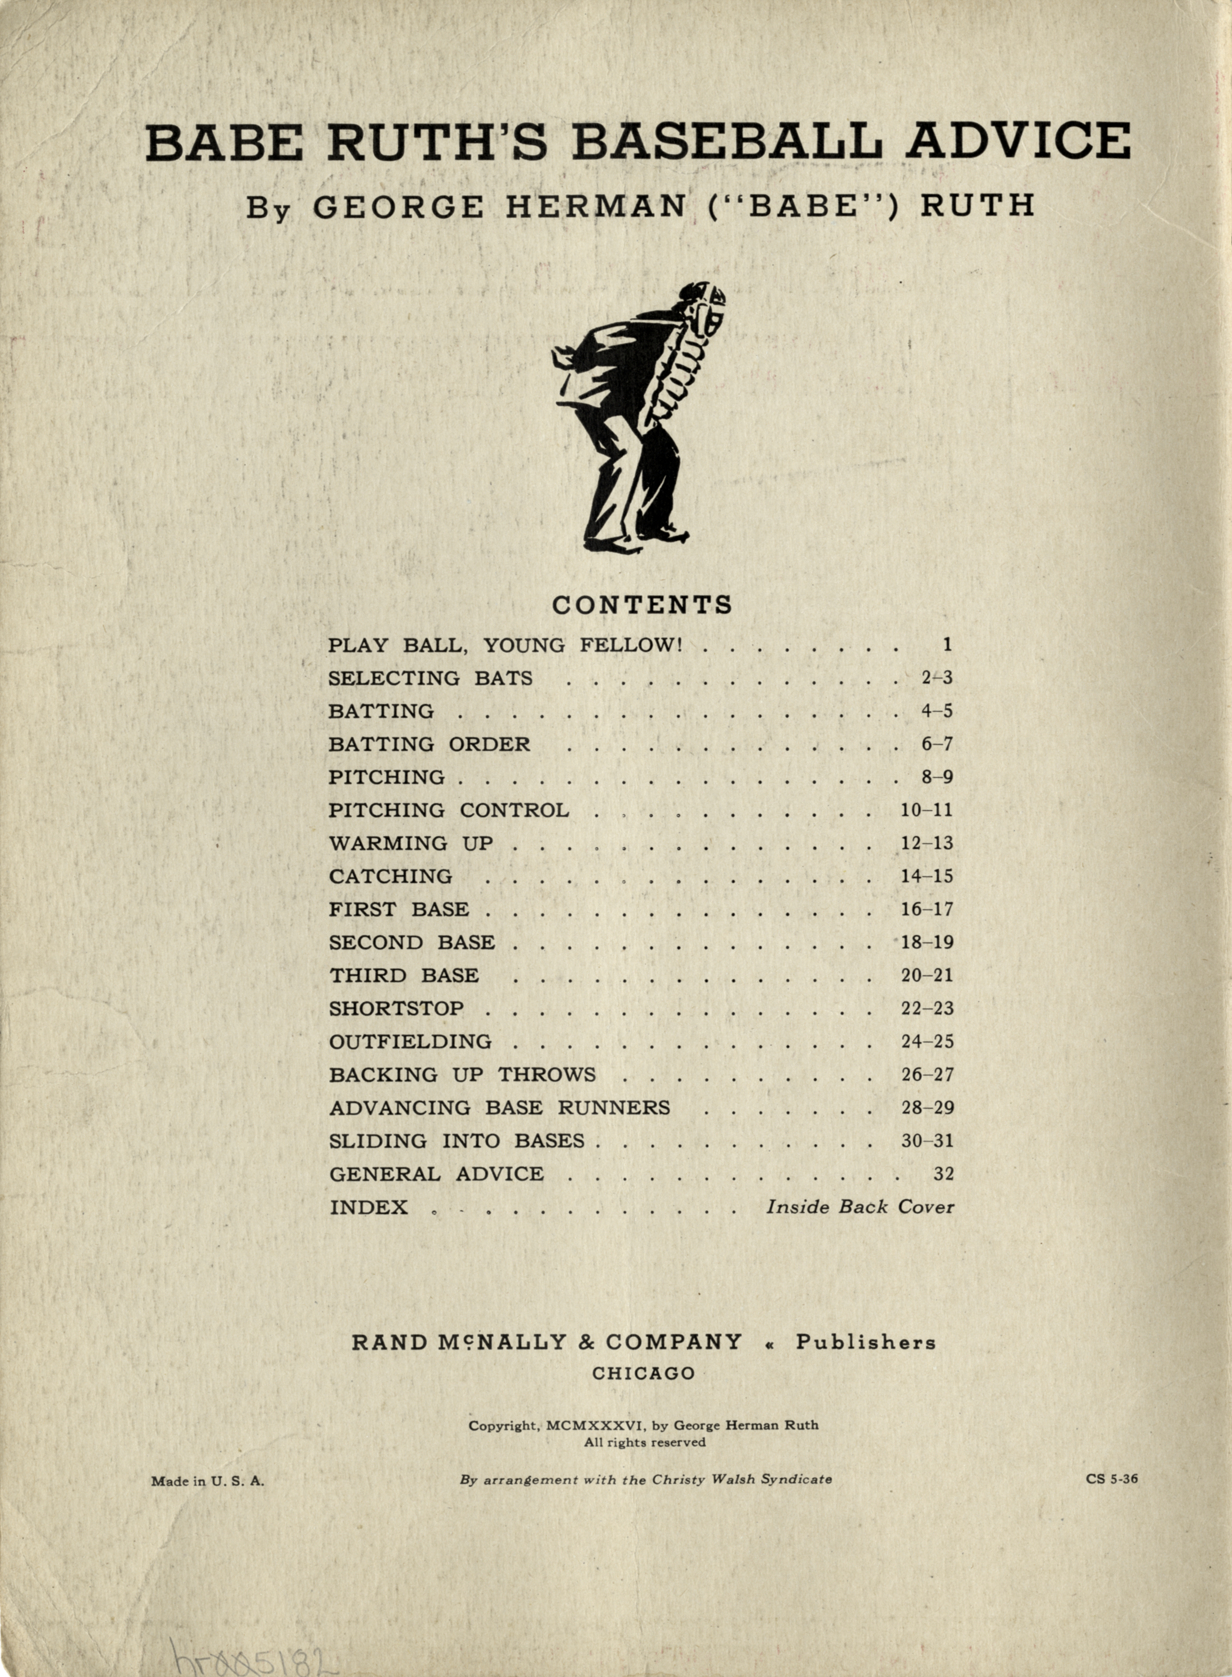 BABE RUTH'S BASEBALL ADVICE
By GEORGE HERMAN (“BABE”) RUTH
CONTENTS
PLAY BALL, YOUNG FELLOW! . . . . . . . . 1
SELECTING BATS . . . . . . . . . . . . . 2–3
BATTING . . . . . . . . . . . . . . . . . 4–5
BATTING ORDER . . . . . . . . . . . . . 6–7
PITCHING . . . . . . . . . . . . . . . . . 8–9
PITCHING CONTROL . . . . . . . . . . . 10–11
WARMING UP . . . . . . . . . . . . . . 12–13
CATCHING . . . . . . . . . . . . . . . 14–15
FIRST BASE . . . . . . . . . . . . . . . 16–17
SECOND BASE . . . . . . . . . . . . . . 18–19
THIRD BASE . . . . . . . . . . . . . . 20–21
SHORTSTOP . . . . . . . . . . . . . . . 22–23
OUTFIELDING . . . . . . . . . . . . . . 24–25
BACKING UP THROWS . . . . . . . . . . 26–27
ADVANCING BASE RUNNERS . . . . . . . 28–29
SLIDING INTO BASES . . . . . . . . . . . 30–31
GENERAL ADVICE . . . . . . . . . . . . . 32
INDEX . . . . . . . . . . . . Inside Back Cover
RAND McNALLY & COMPANY « Publishers
CHICAGO
Copyright, MCMXXXVI, by George Herman Ruth
All rights reserved
Made in U. S. A. By arrangement with the Christy Walsh Syndicate CS 5-36